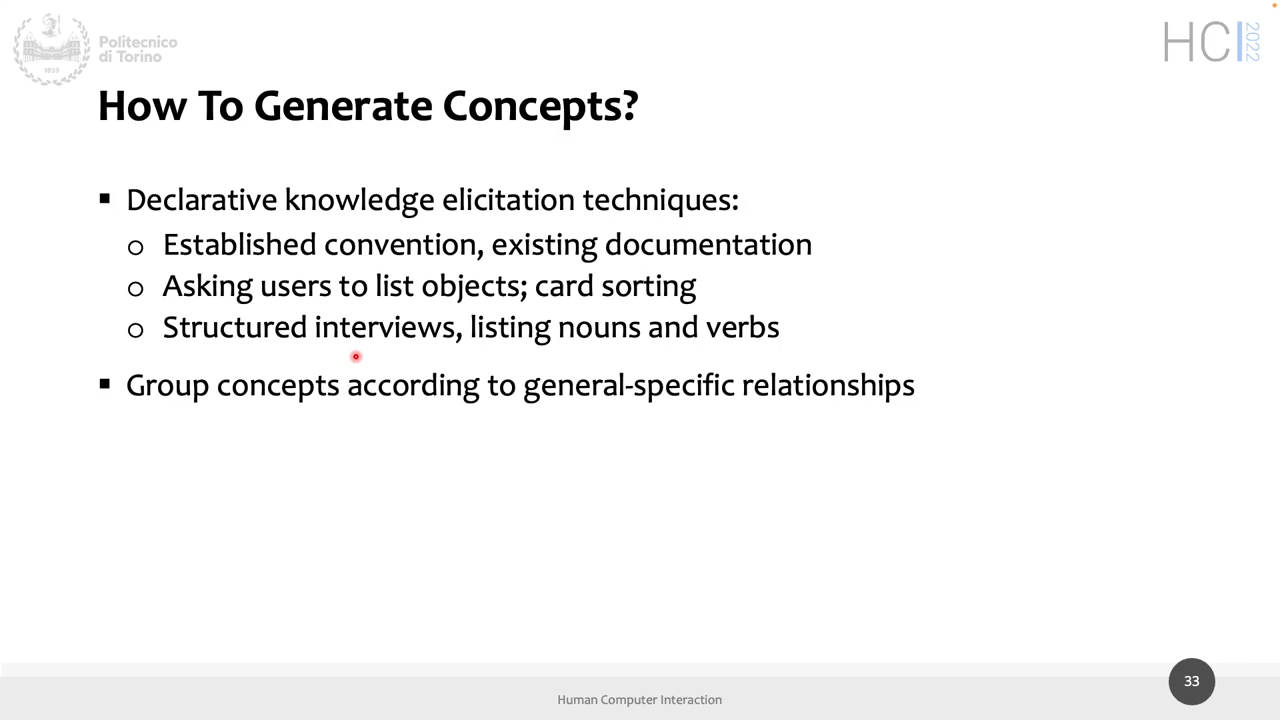 Politecnico
di Torino
1859
HCI 2022
How To Generate Concepts?
▪ Declarative knowledge elicitation techniques:
o Established convention, existing documentation
o Asking users to list objects; card sorting
o Structured interviews, listing nouns and verbs
▪ Group concepts according to general-specific relationships
33
Human Computer Interaction